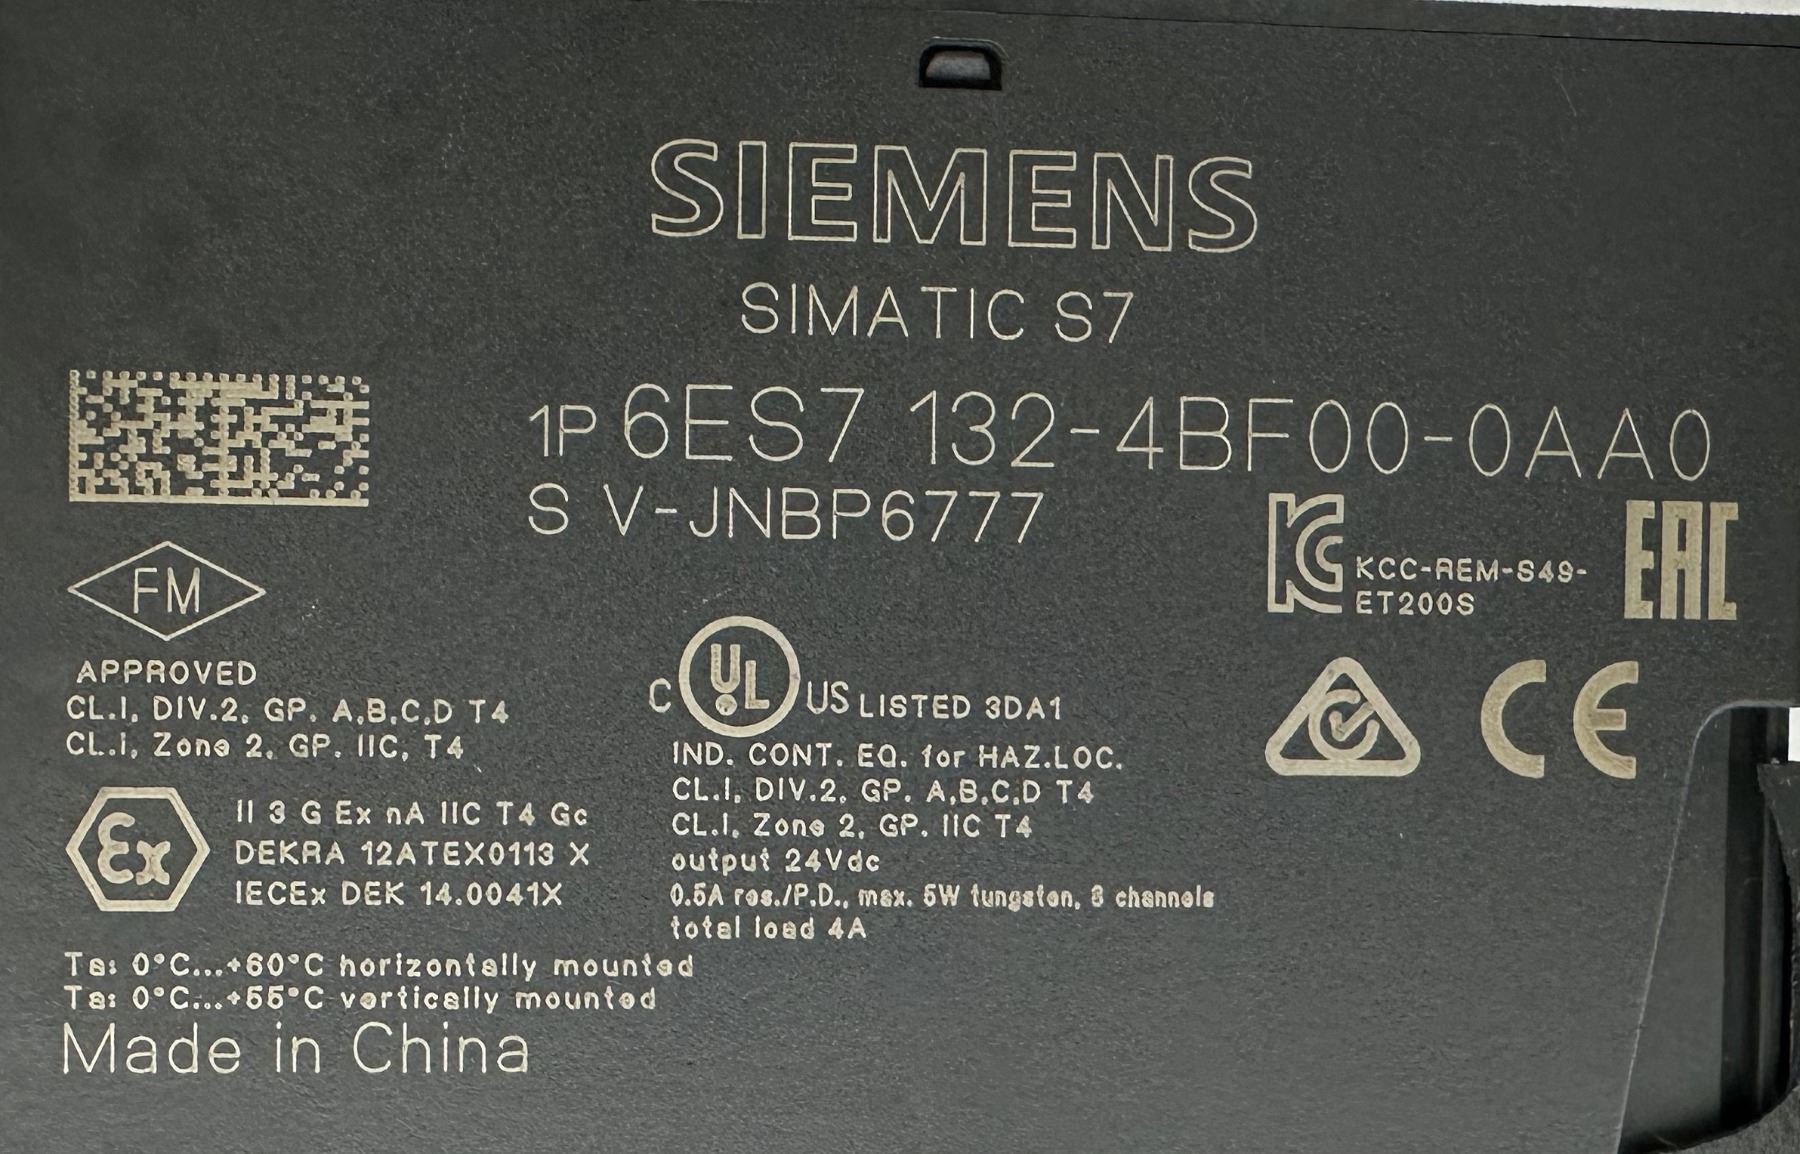 SIEMENS
SIMATIC S7
1P 6ES7 132-4BF00-0AA0
S V-JNBP6777
KCC-REM-S49-
ET200S
EAC
FM
APPROVED
CL.I, DIV.2, GP. A,B,C,D T4
CL.I, Zone 2, GP. IIC, T4
C UL US LISTED 3DA1
IND. CONT. EQ. for HAZ.LOC.
CL.I, DIV.2, GP. A,B,C,D T4
CL.I, Zone 2, GP. IIC T4
output 24Vdc
0.5A res./P.D., max. 5W tungsten, 8 channels
total load 4A
CE
Ex
II 3 G Ex nA IIC T4 Gc
DEKRA 12ATEX0113 X
IECEx DEK 14.0041X
Ta: 0°C...+60°C horizontally mounted
Ta: 0°C...+55°C vertically mounted
Made in China